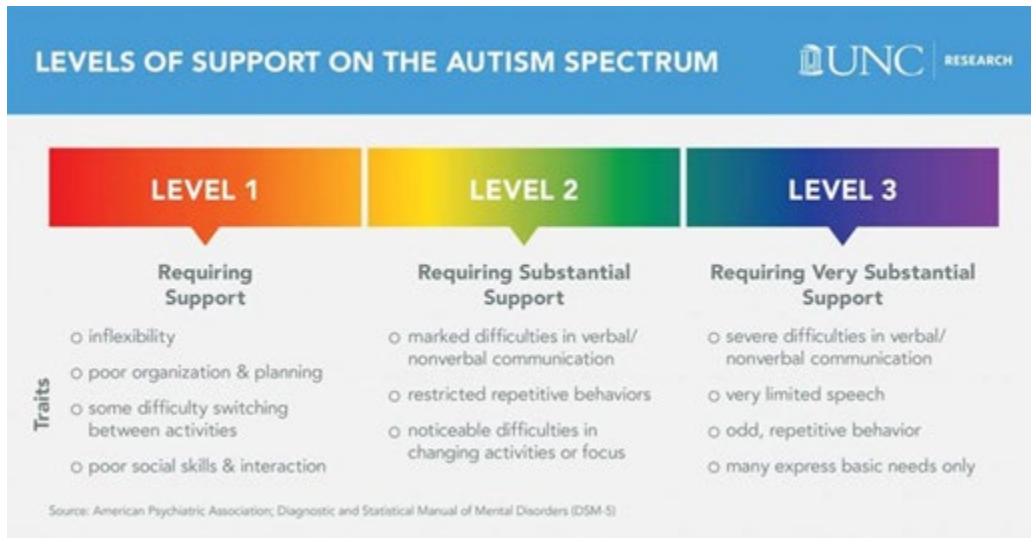 LEVELS OF SUPPORT ON THE AUTISM SPECTRUM
UNC RESEARCH
LEVEL 1
Requiring
Support
Traits
o inflexibility
o poor organization & planning
o some difficulty switching
between activities
o poor social skills & interaction
LEVEL 2
Requiring Substantial
Support
o marked difficulties in verbal/
nonverbal communication
o restricted repetitive behaviors
o noticeable difficulties in
changing activities or focus
LEVEL 3
Requiring Very Substantial
Support
o severe difficulties in verbal/
nonverbal communication
o very limited speech
o odd, repetitive behavior
o many express basic needs only
Source: American Psychiatric Association; Diagnostic and Statistical Manual of Mental Disorders (DSM-5)